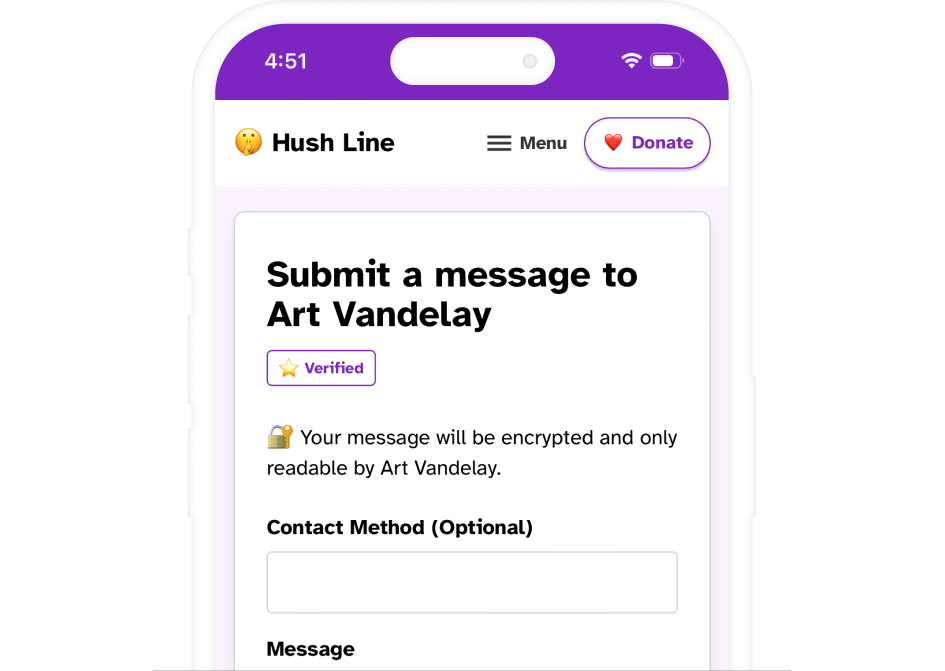 4:51
🤫 Hush Line
Menu
❤️ Donate
Submit a message to
Art Vandelay
⭐ Verified
🔐 Your message will be encrypted and only
readable by Art Vandelay.
Contact Method (Optional)
Message